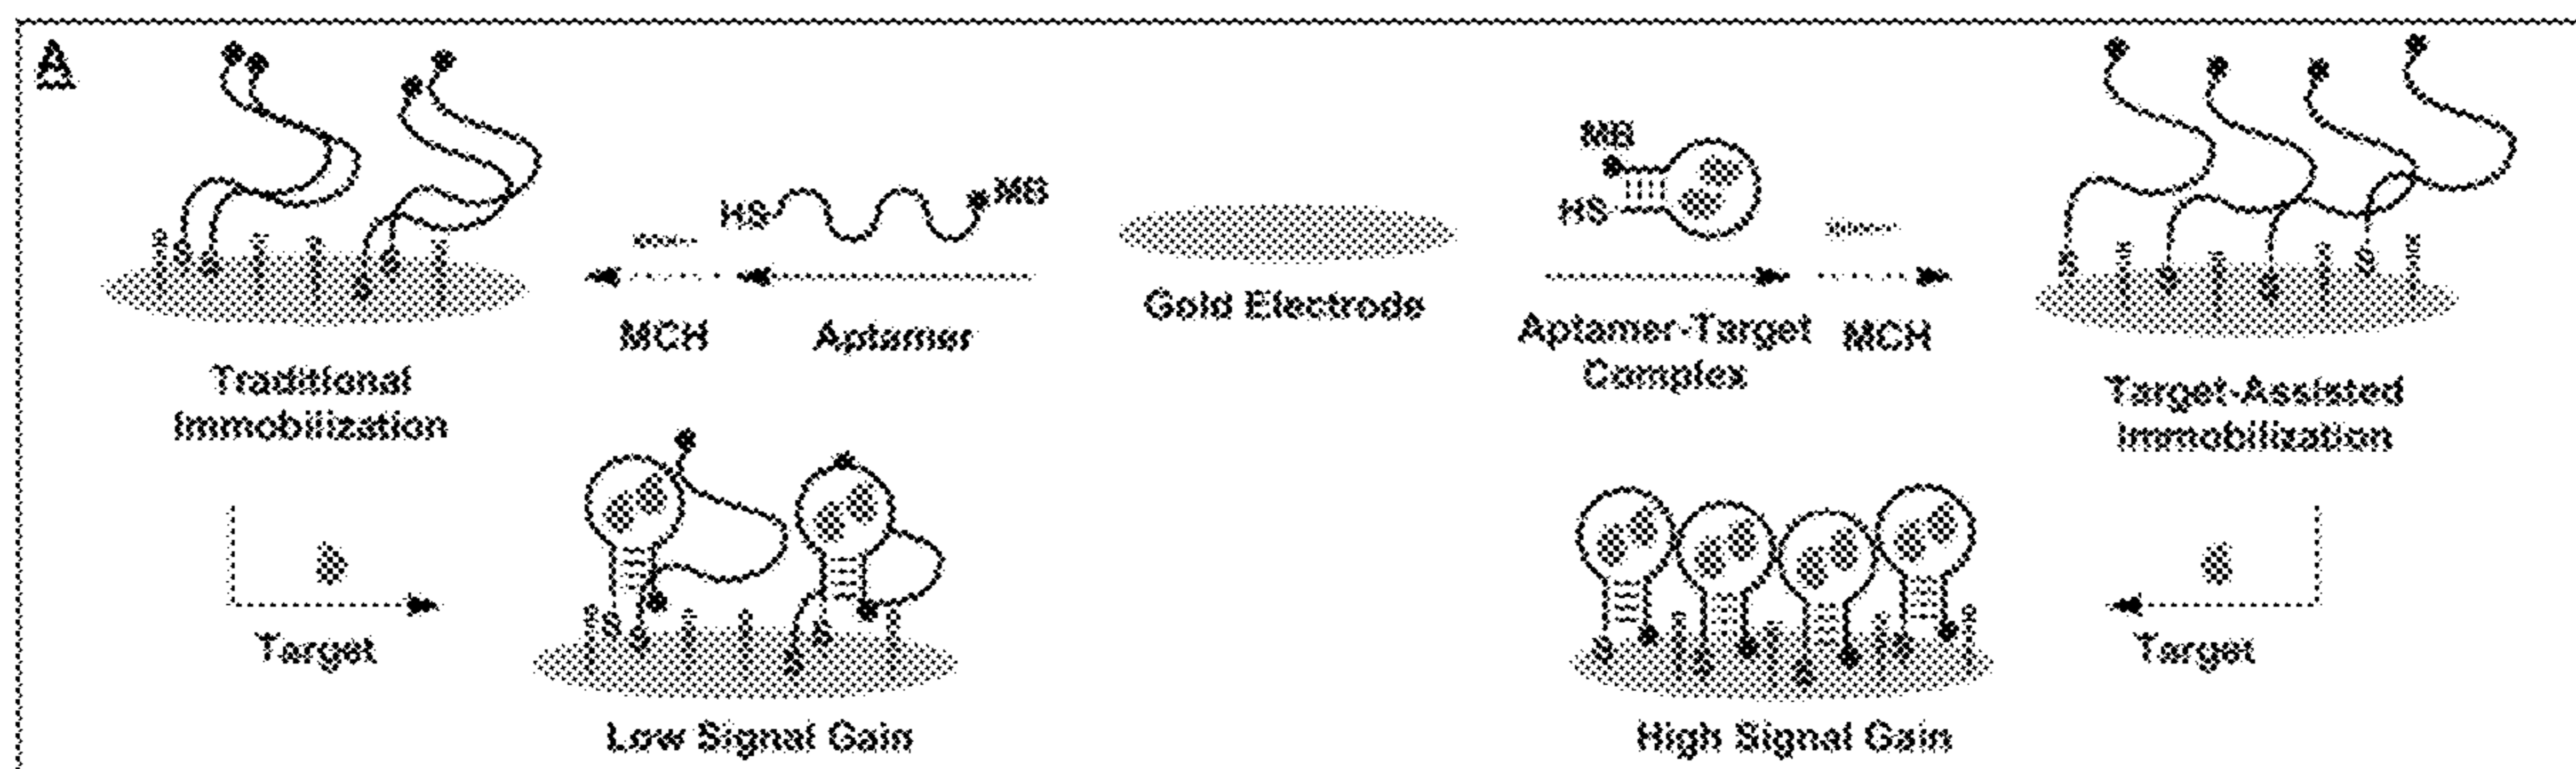 A
MB
HS
MB
HS
Gold Electrode
MCH
Aptamer
Aptamer-Target
Complex
MCH
S
S
S
S
S
S
S
S
Traditional
Immobilization
Target-Assisted
Immobilization
Target
Target
S
S
S
S
S
S
S
S
Low Signal Gain
High Signal Gain